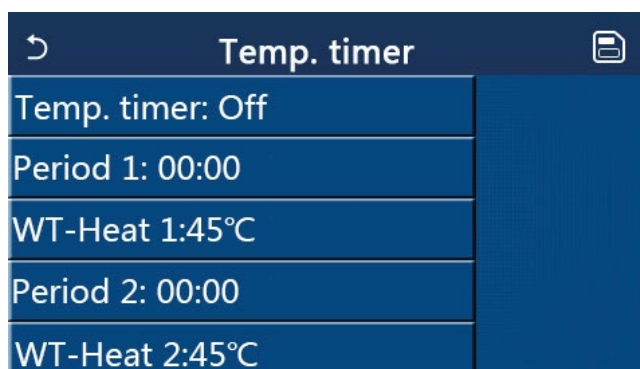 Temp. timer
Temp. timer: Off
Period 1: 00:00
WT-Heat 1:45℃
Period 2: 00:00
WT-Heat 2:45℃